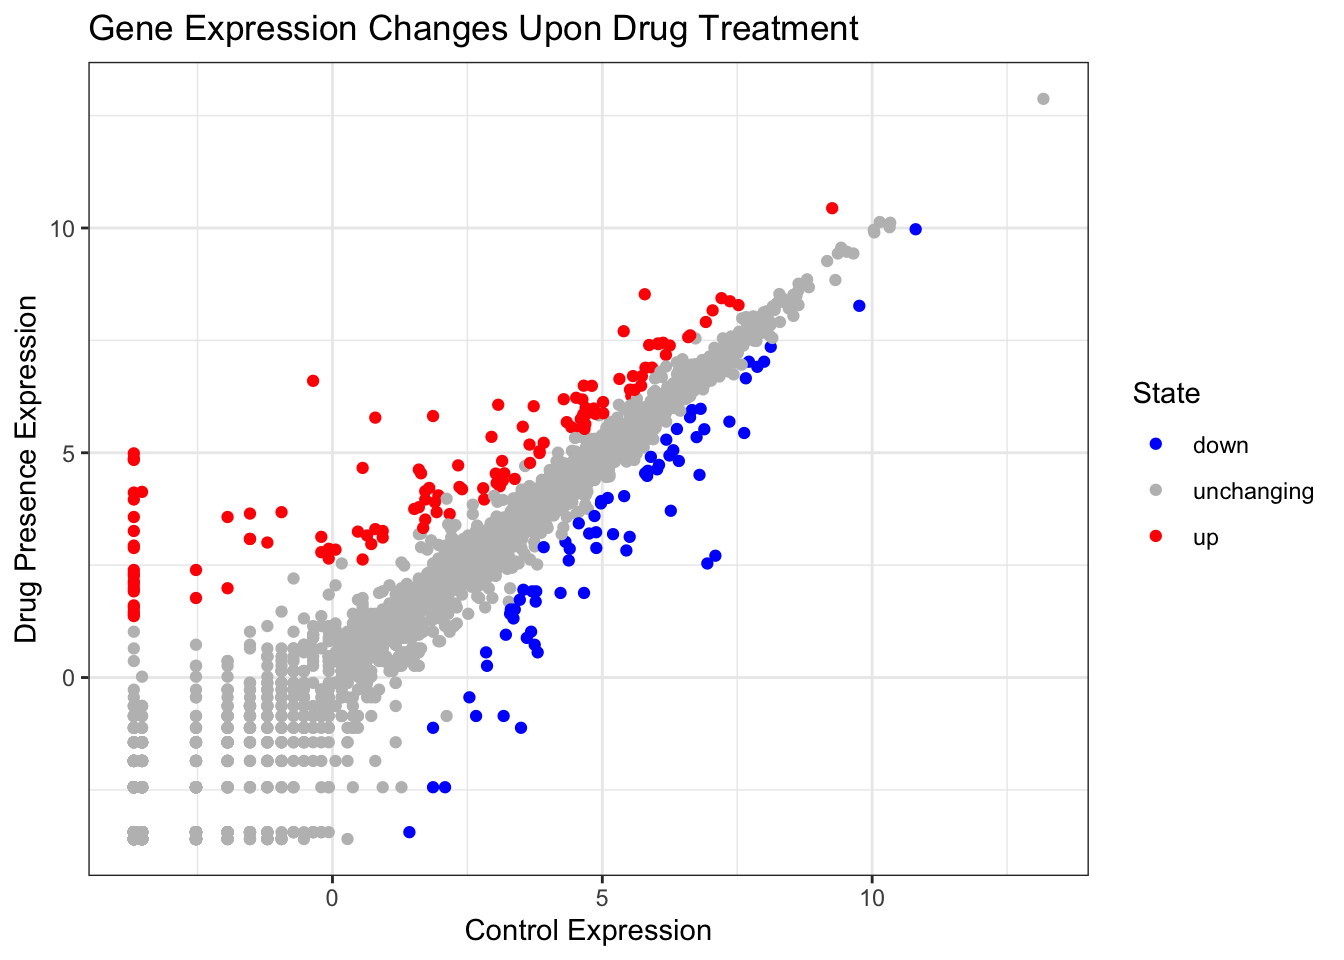 Gene Expression Changes Upon Drug Treatment
Drug Presence Expression
10
5
0
0
5
10
Control Expression
State
down
unchanging
up